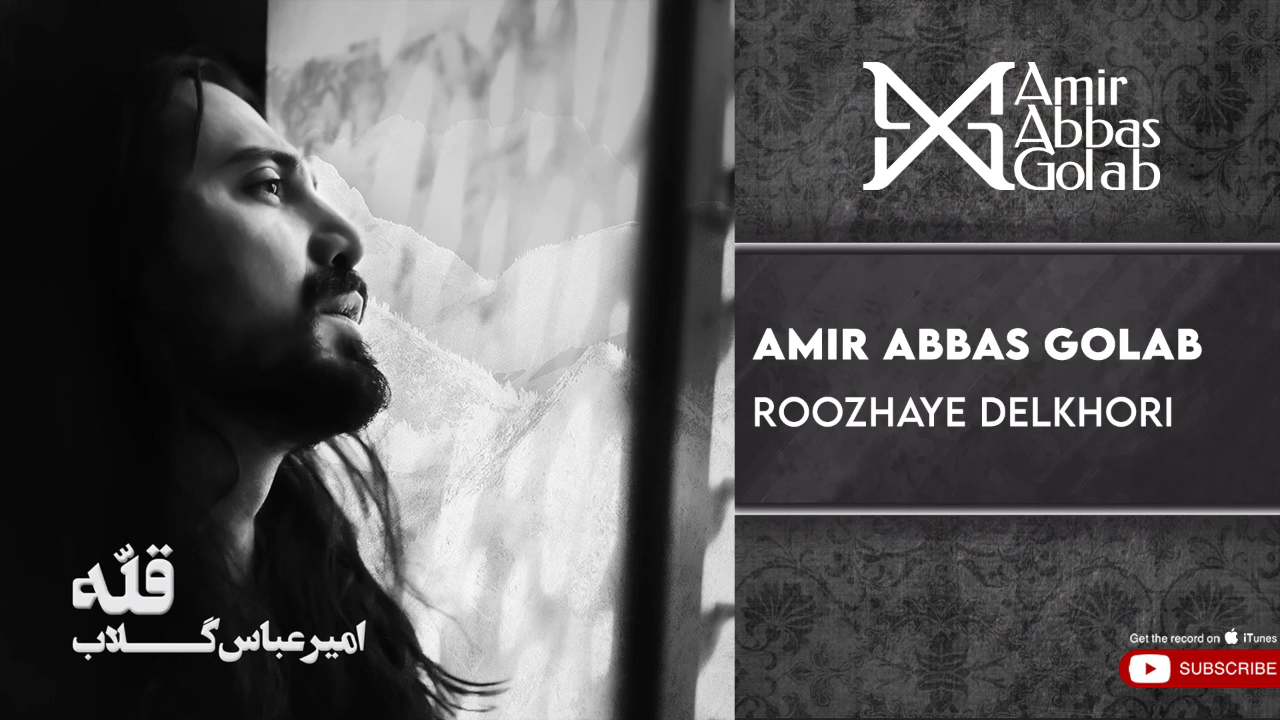 Amir
Abbas
Golab
AMIR ABBAS GOLAB
ROOZHAYE DELKHORI
قلّه
امیرعباس گلاب
Get the record on iTunes
SUBSCRIBE